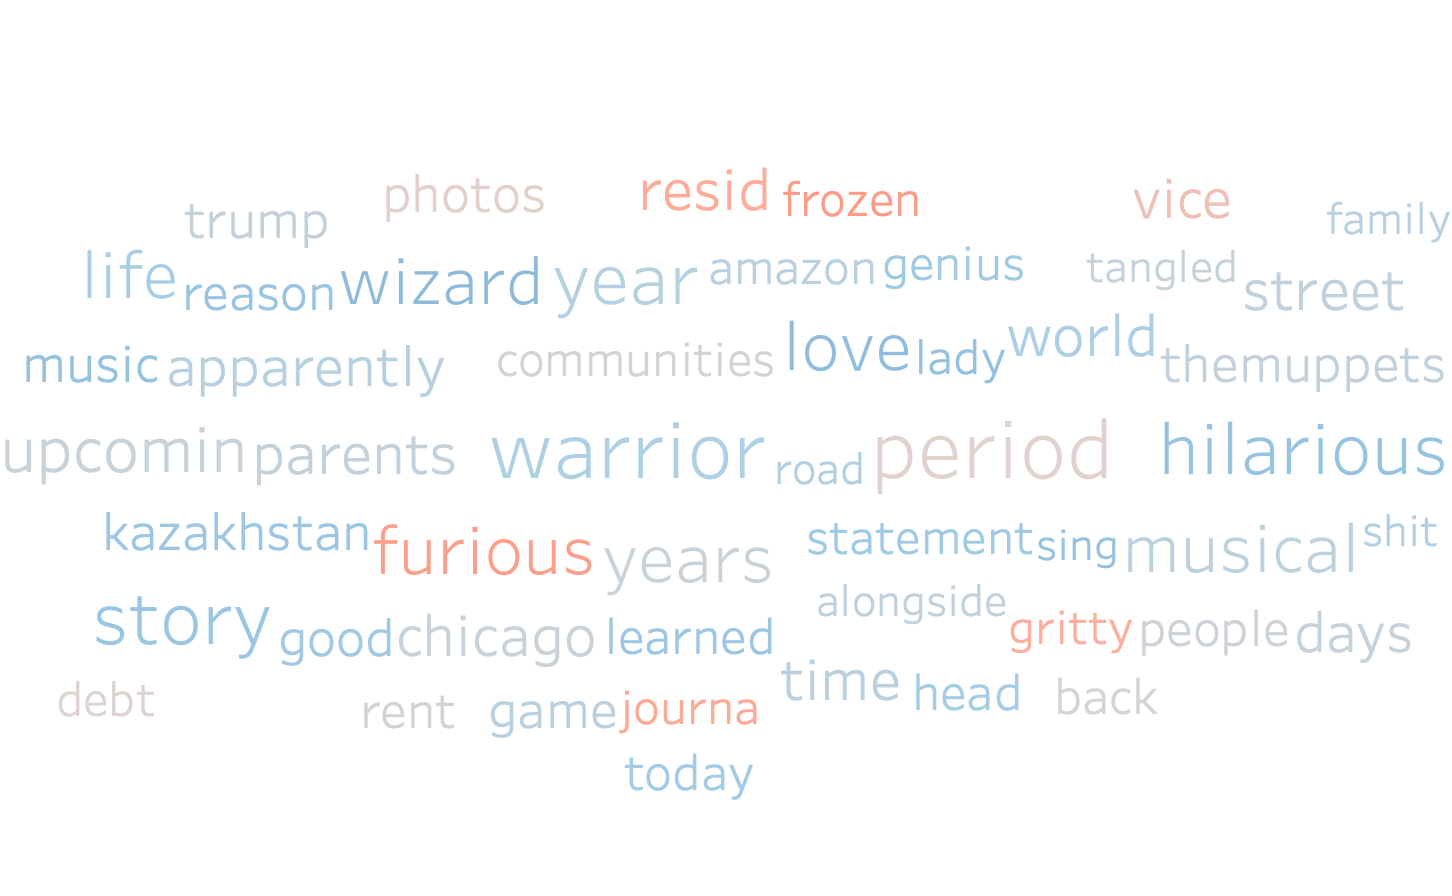 photos resid frozen vice
trump family
life reason wizard year amazon genius tangled street
music apparently communities love lady world themuppets
upcomin parents warrior road period hilarious
kazakhstan furious years statement sing musical shit
story good chicago learned alongside gritty people days
debt rent game journa time head back
today